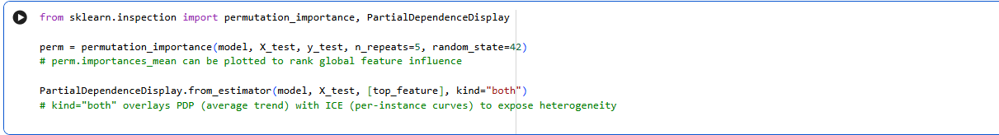 from sklearn.inspection import permutation_importance, PartialDependenceDisplay
perm = permutation_importance(model, X_test, y_test, n_repeats=5, random_state=42)
# perm.importances_mean can be plotted to rank global feature influence
PartialDependenceDisplay.from_estimator(model, X_test, [top_feature], kind="both")
# kind="both" overlays PDP (average trend) with ICE (per-instance curves) to expose heterogeneity